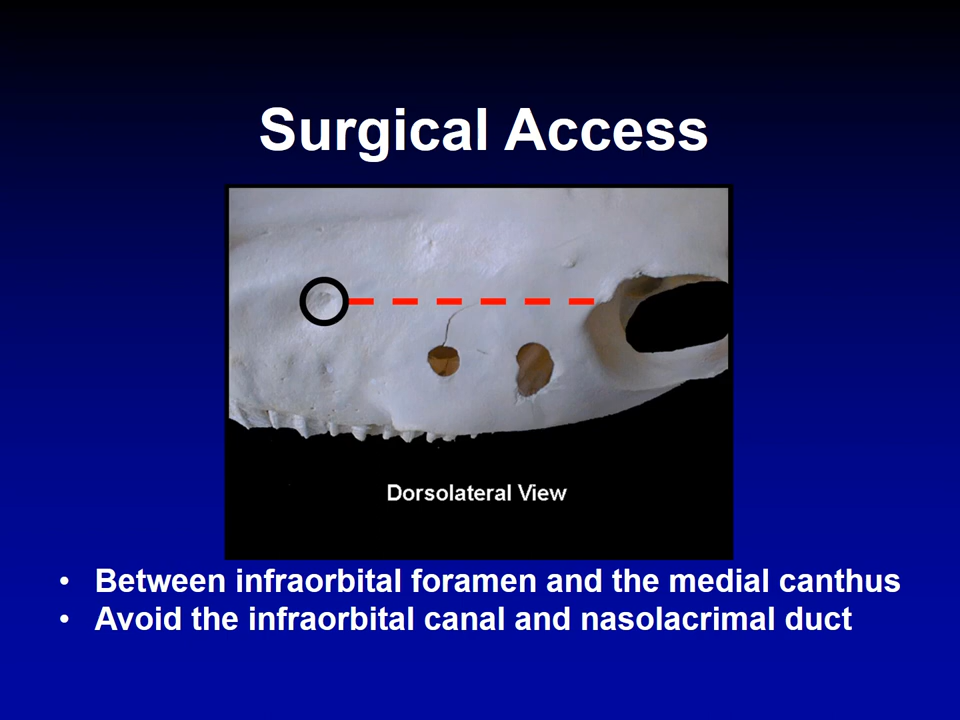 Surgical Access
Dorsolateral View
• Between infraorbital foramen and the medial canthus
• Avoid the infraorbital canal and nasolacrimal duct